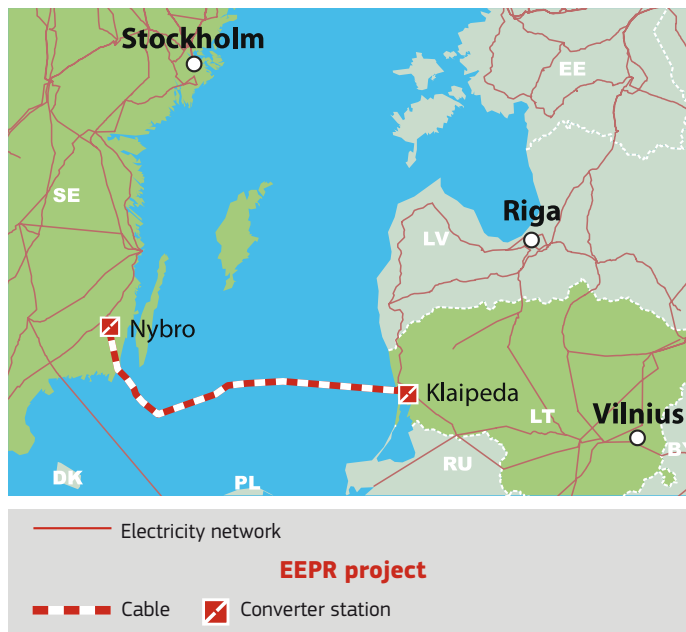 Stockholm
EE
SE
Riga
LV
Nybro
Klaipeda
LT
Vilnius
BY
RU
DK
PL
Electricity network
EEPR project
Cable
Converter station